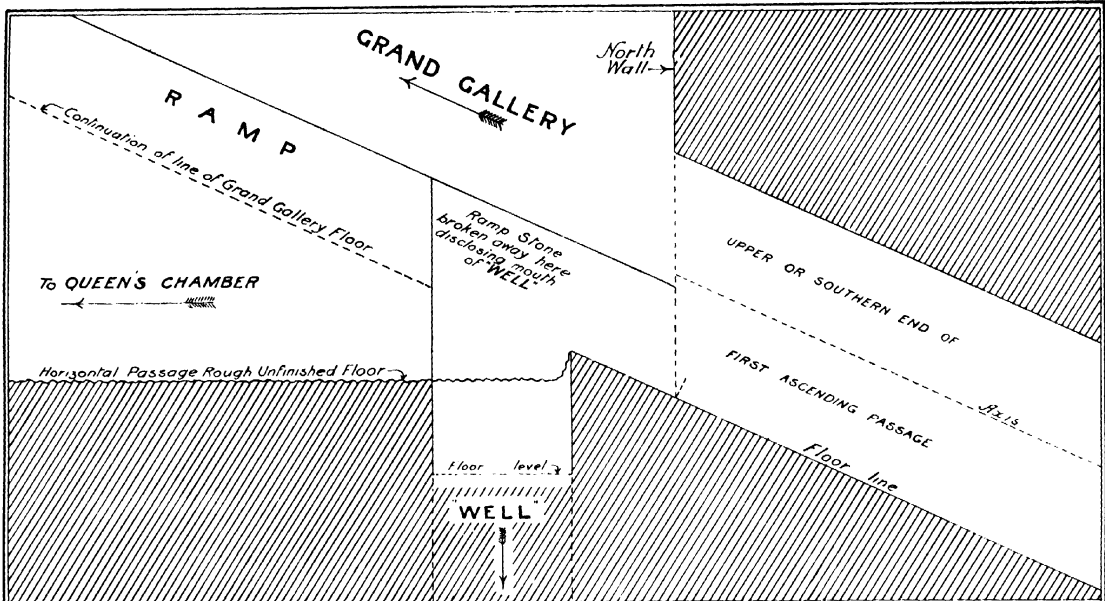 GRAND GALLERY
North
Wall
RAMP
Continuation of line of Grand Gallery Floor
Ramp Stone
broken away here
disclosing mouth
of "WELL"
UPPER OR SOUTHERN END OF
To QUEEN'S CHAMBER
Horizontal Passage Rough Unfinished Floor
FIRST ASCENDING PASSAGE
Axis
Floor line
Floor level
"WELL"